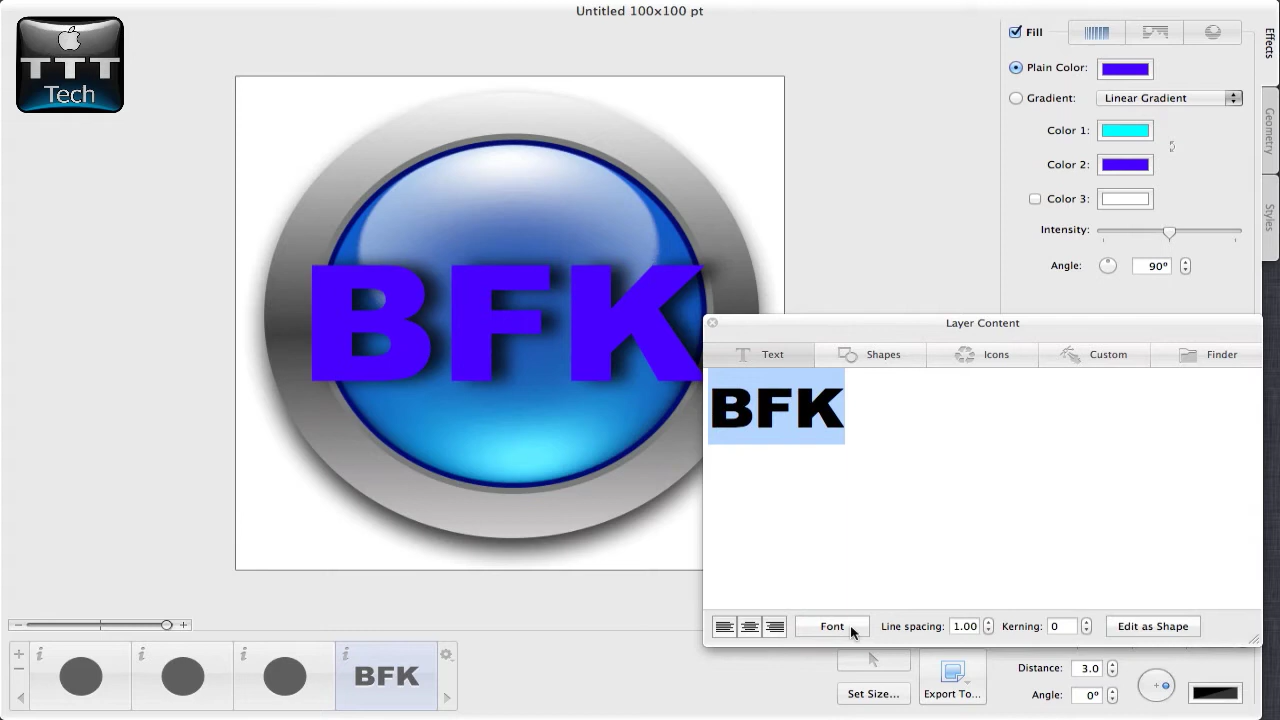 Untitled 100x100 pt
TTT
Tech
Fill
Plain Color:
Gradient: Linear Gradient
Color 1:
Color 2:
Color 3:
Intensity:
Angle: 90°
Effects
Geometry
Styles
BFK
Layer Content
Text Shapes Icons Custom Finder
BFK
Font Line spacing: 1.00 Kerning: 0 Edit as Shape
BFK
Set Size... Export To...
Distance: 3.0
Angle: 0°